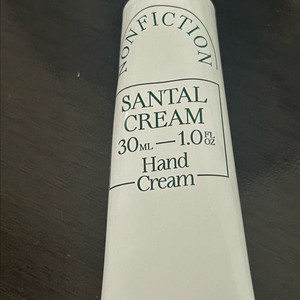 NONFICTION
SANTAL
CREAM
30ML — 1.0 FL OZ
Hand
Cream